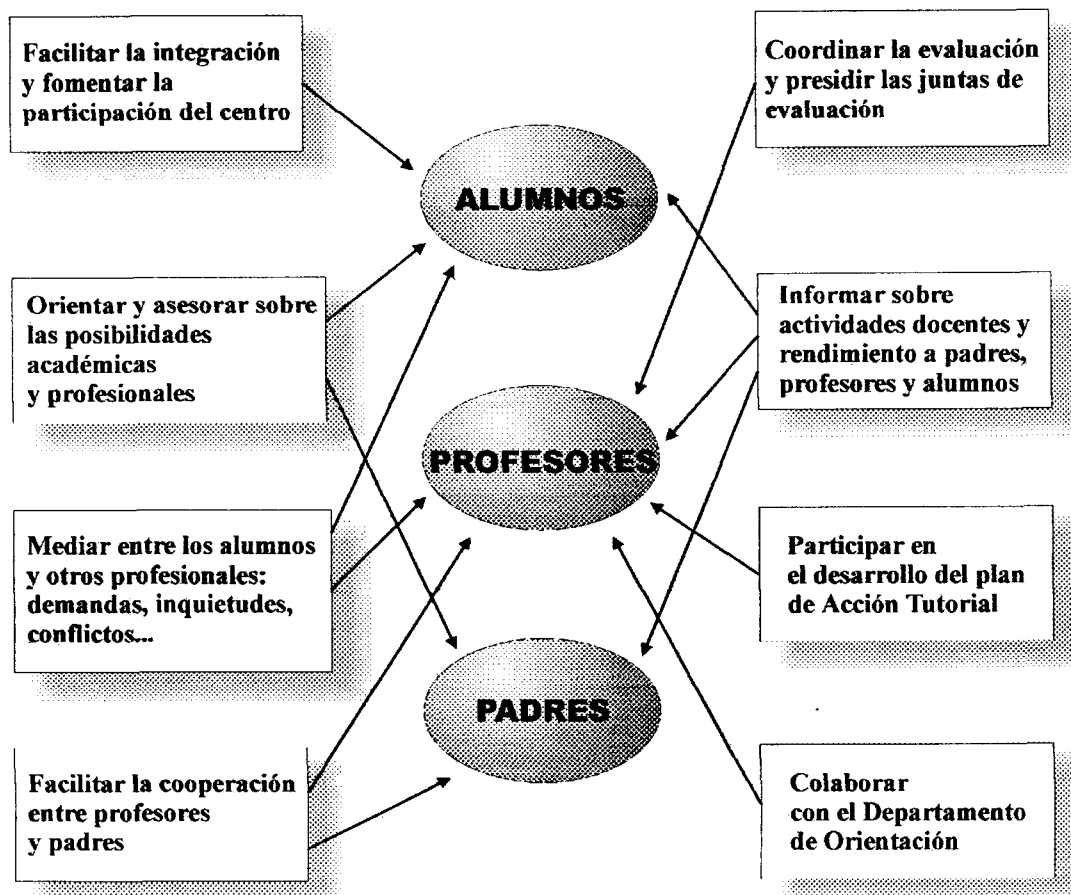 Facilitar la integración
y fomentar la
participación del centro
Coordinar la evaluación
y presidir las juntas de
evaluación
ALUMNOS
Orientar y asesorar sobre
las posibilidades
académicas
y profesionales
Informar sobre
actividades docentes y
rendimiento a padres,
profesores y alumnos
PROFESORES
Mediar entre los alumnos
y otros profesionales:
demandas, inquietudes,
conflictos...
Participar en
el desarrollo del plan
de Acción Tutorial
PADRES
Facilitar la cooperación
entre profesores
y padres
Colaborar
con el Departamento
de Orientación